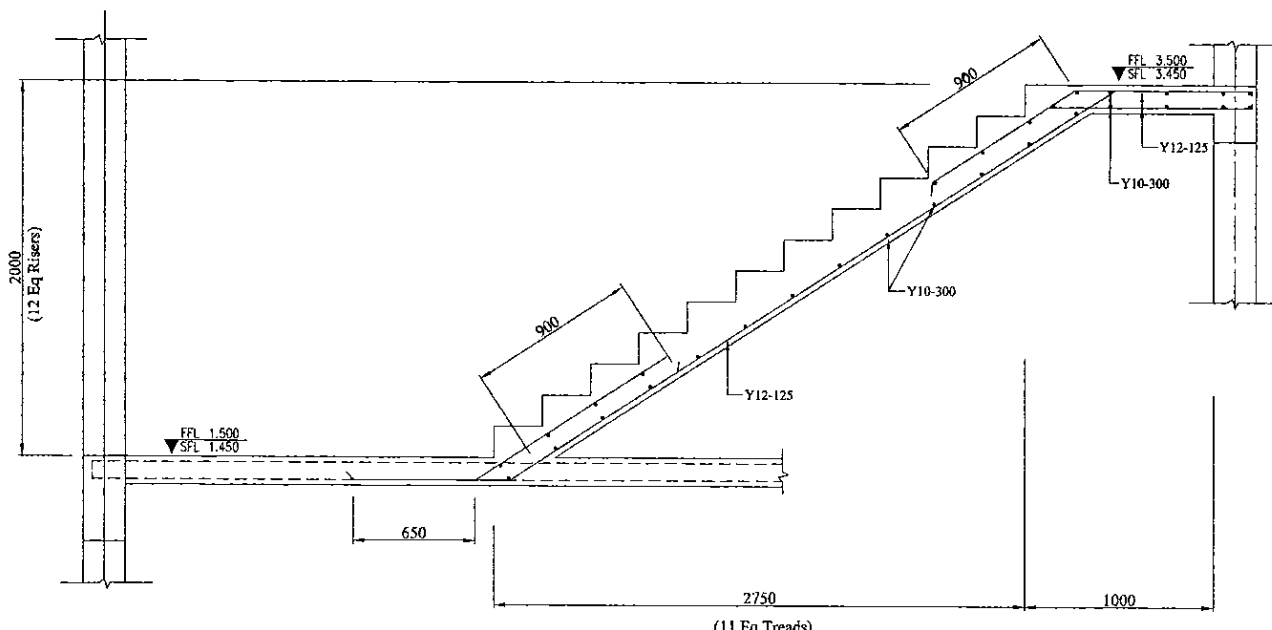 FFL 3.500
SFL 3.450
900
Y12-125
Y10-300
2000
(12 Eq Risers)
Y10-300
900
Y12-125
FFL 1.500
SFL 1.450
650
2750
1000
(11 Eq Treads)